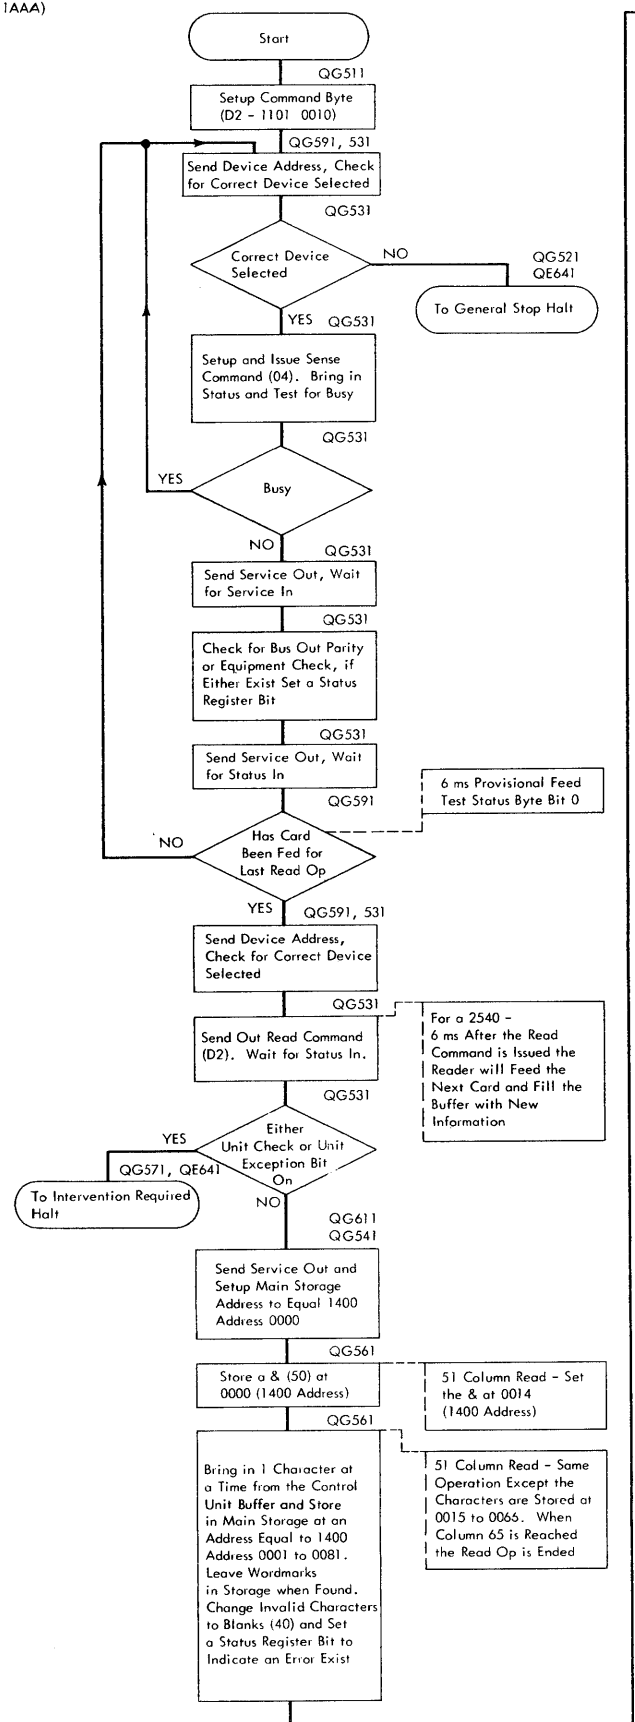 1AAA)
Start
QG511
Setup Command Byte
(D2 - 1101 0010)
QG591, 531
Send Device Address, Check
for Correct Device Selected
QG531
Correct Device
Selected
NO
QG521
QE641
To General Stop Halt
YES
QG531
Setup and Issue Sense
Command (04). Bring in
Status and Test for Busy
QG531
YES
Busy
NO
QG531
Send Service Out, Wait
for Service In
QG531
Check for Bus Out Parity
or Equipment Check, if
Either Exist Set a Status
Register Bit
QG531
Send Service Out, Wait
for Status In
QG591
6 ms Provisional Feed
Test Status Byte Bit 0
NO
Has Card
Been Fed for
Last Read Op
YES
QG591, 531
Send Device Address,
Check for Correct Device
Selected
QG531
Send Out Read Command
(D2). Wait for Status In.
For a 2540 -
6 ms After the Read
Command is Issued the
Reader will Feed the
Next Card and Fill the
Buffer with New
Information
QG531
YES
Either
Unit Check or Unit
Exception Bit
On
QG571, QE641
To Intervention Required
Halt
NO
QG611
QG541
Send Service Out and
Setup Main Storage
Address to Equal 1400
Address 0000
QG561
Store a & (50) at
0000 (1400 Address)
51 Column Read - Set
the & at 0014
(1400 Address)
QG561
Bring in 1 Character at
a Time from the Control
Unit Buffer and Store
in Main Storage at an
Address Equal to 1400
Address 0001 to 0081.
Leave Wordmarks
in Storage when Found.
Change Invalid Characters
to Blanks (40) and Set
a Status Register Bit to
Indicate an Error Exist
51 Column Read - Same
Operation Except the
Characters are Stored at
0015 to 0066. When
Column 65 is Reached
the Read Op is Ended